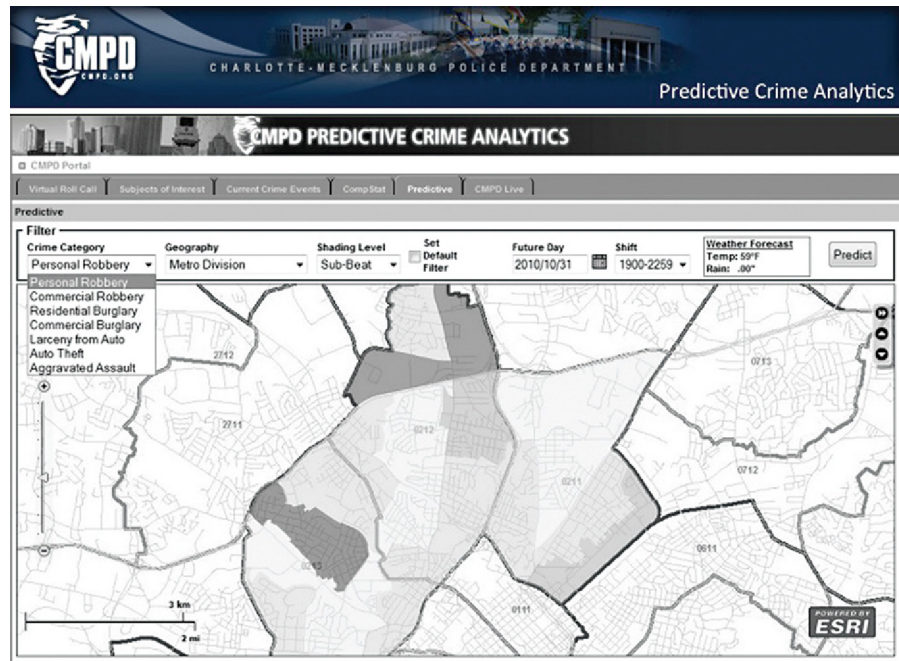 CMPD
CMPD.ORG
CHARLOTTE-MECKLENBURG POLICE DEPARTMENT
Predictive Crime Analytics
CMPD PREDICTIVE CRIME ANALYTICS
CMPD Portal
Virtual Roll Call Subjects of Interest Current Crime Events CompStat Predictive CMPD Live
Predictive
Filter
Crime Category Geography Shading Level Set Default Filter Future Day Shift Weather Forecast
Personal Robbery Metro Division Sub-Beat 2010/10/31 1900-2259 Temp: 59°F Predict
Rain: .00"
Personal Robbery
Commercial Robbery
Residential Burglary
Commercial Burglary
Larceny from Auto
Auto Theft
Aggravated Assault
2712
0713
2711
0212
0712
0211
0611
0111
3 km
2 mi
POWERED BY
ESRI